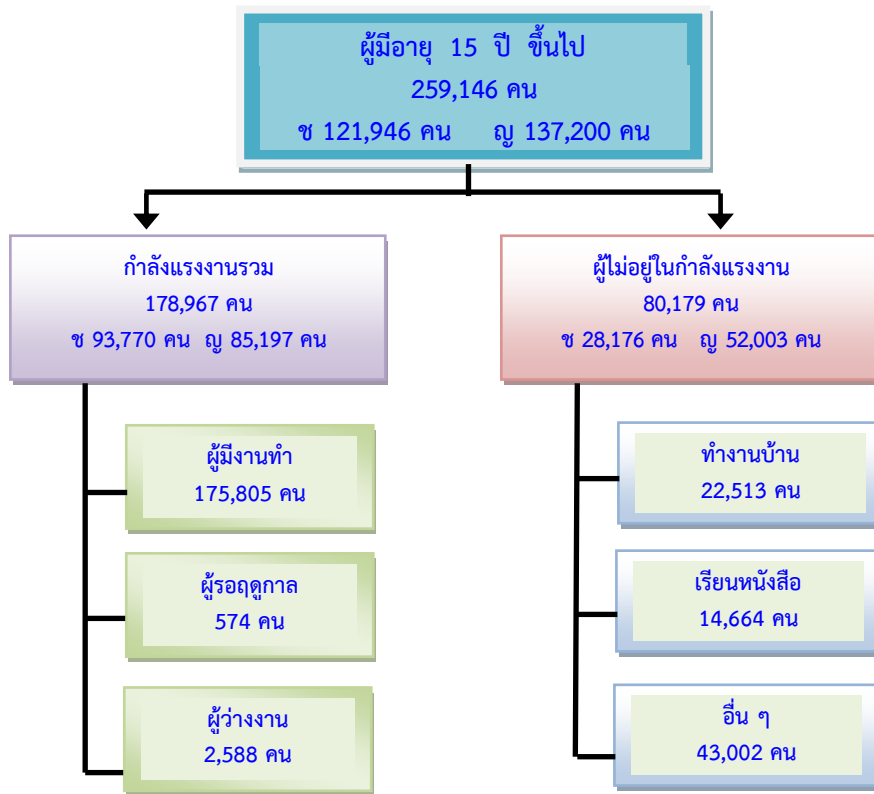 ผู้มีอายุ 15 ปี ขึ้นไป
259,146 คน
ช 121,946 คน ญ 137,200 คน
กำลังแรงงานรวม
178,967 คน
ช 93,770 คน ญ 85,197 คน
ผู้ไม่อยู่ในกำลังแรงงาน
80,179 คน
ช 28,176 คน ญ 52,003 คน
ผู้มีงานทำ
175,805 คน
ผู้รอฤดูกาล
574 คน
ผู้ว่างงาน
2,588 คน
ทำงานบ้าน
22,513 คน
เรียนหนังสือ
14,664 คน
อื่น ๆ
43,002 คน